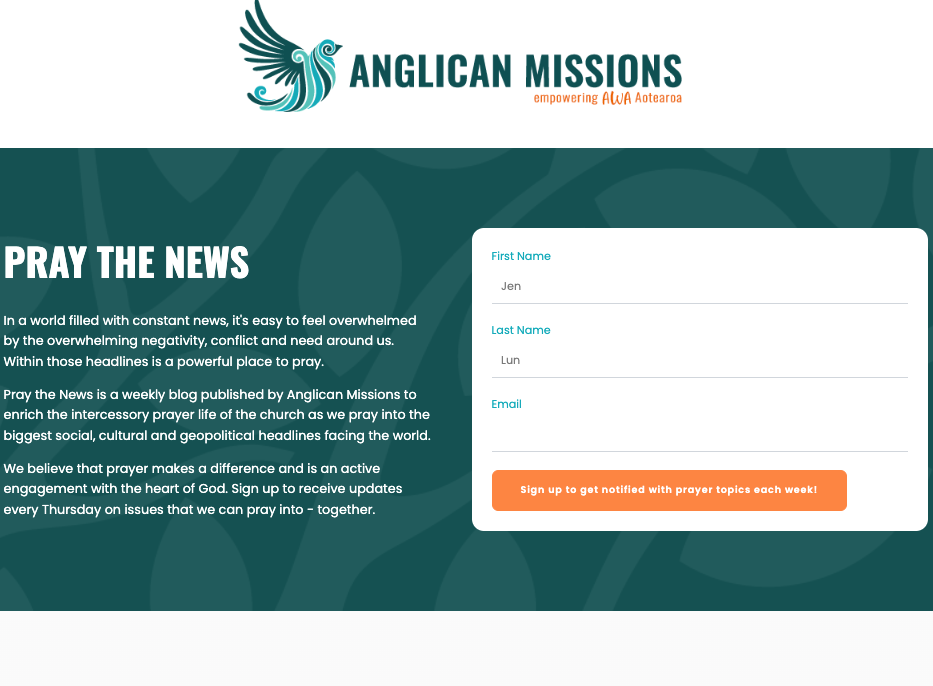 ANGLICAN MISSIONS
empowering AWA Aotearoa
PRAY THE NEWS
In a world filled with constant news, it's easy to feel overwhelmed
by the overwhelming negativity, conflict and need around us.
Within those headlines is a powerful place to pray.
Pray the News is a weekly blog published by Anglican Missions to
enrich the intercessory prayer life of the church as we pray into the
biggest social, cultural and geopolitical headlines facing the world.
We believe that prayer makes a difference and is an active
engagement with the heart of God. Sign up to receive updates
every Thursday on issues that we can pray into - together.
First Name
Jen
Last Name
Lun
Email
Sign up to get notified with prayer topics each week!